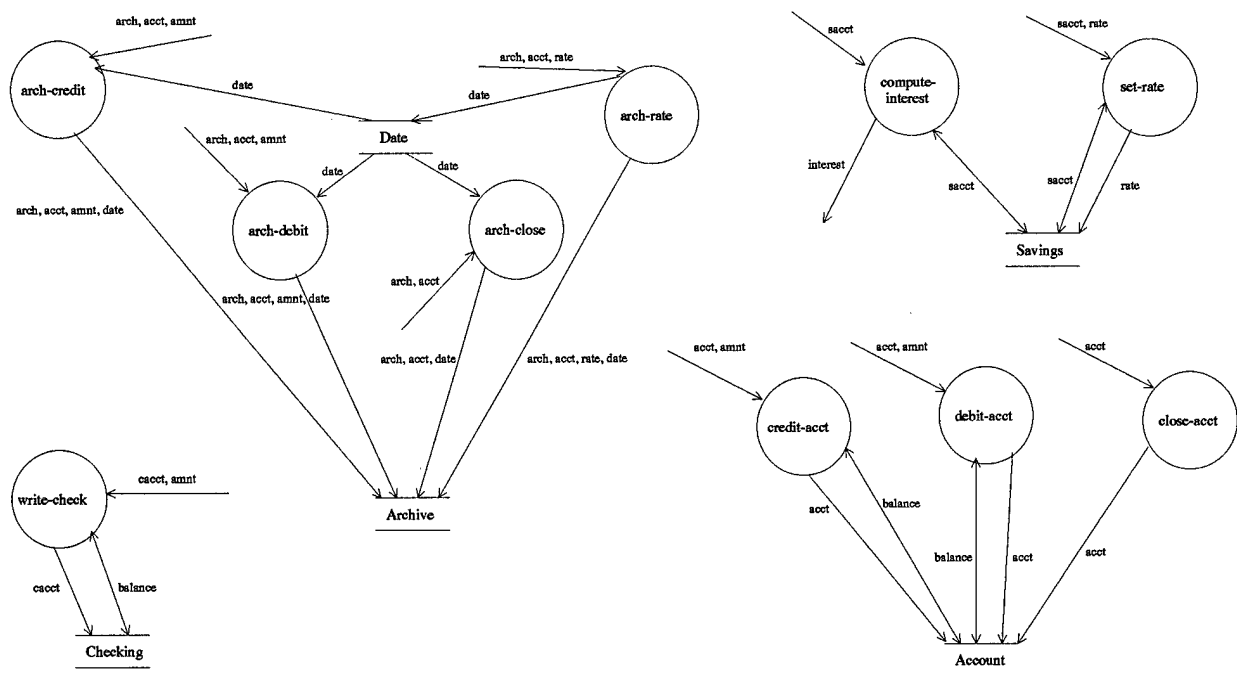 arch, acct, amnt
arch-credit
date
arch, acct, rate
date
arch-rate
Date
arch, acct, amnt
date
date
arch-debit
arch-close
arch, acct, amnt, date
arch, acct
arch, acct, amnt, date
arch, acct, date
arch, acct, rate, date
Archive
sacct
compute-
interest
interest
sacct
sacct, rate
set-rate
sacct
rate
Savings
write-check
cacct, amnt
cacct
balance
Checking
acct, amnt
credit-acct
acct
balance
acct, amnt
debit-acct
balance
acct
acct
close-acct
acct
Account